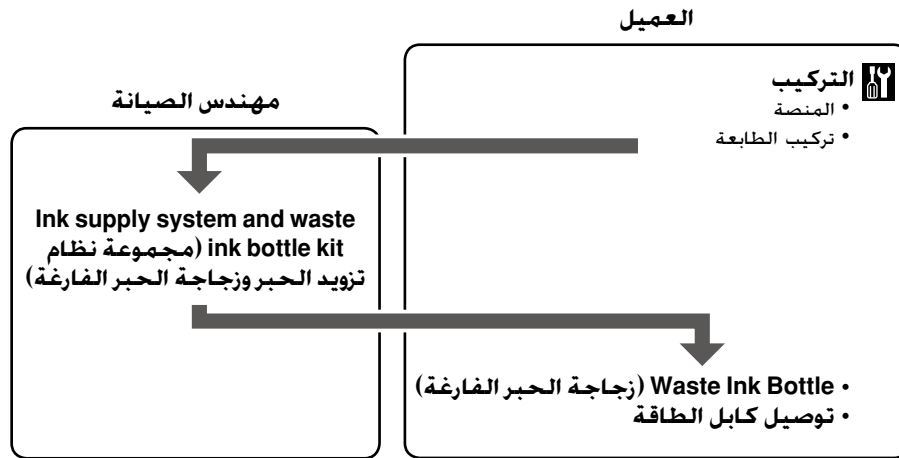 العميل
التركيب
• المنصة
• تركيب الطابعة
مهندس الصيانة
Ink supply system and waste
ink bottle kit (مجموعة نظام
تزويد الحبر وزجاجة الحبر الفارغة)
• Waste Ink Bottle (زجاجة الحبر الفارغة)
• توصيل كابل الطاقة